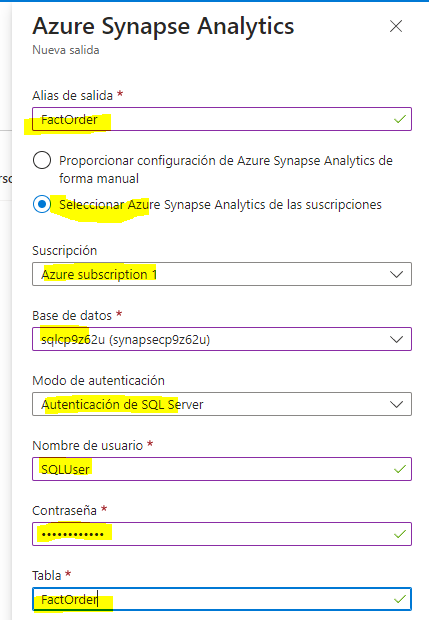 Azure Synapse Analytics
Nueva salida
Alias de salida *
FactOrder
Proporcionar configuración de Azure Synapse Analytics de
forma manual
Seleccionar Azure Synapse Analytics de las suscripciones
Suscripción
Azure subscription 1
Base de datos *
sqlcp9z62u (synapsecp9z62u)
Modo de autenticación
Autenticación de SQL Server
Nombre de usuario *
SQLUser
Contraseña *
••••••••••••
Tabla *
FactOrder